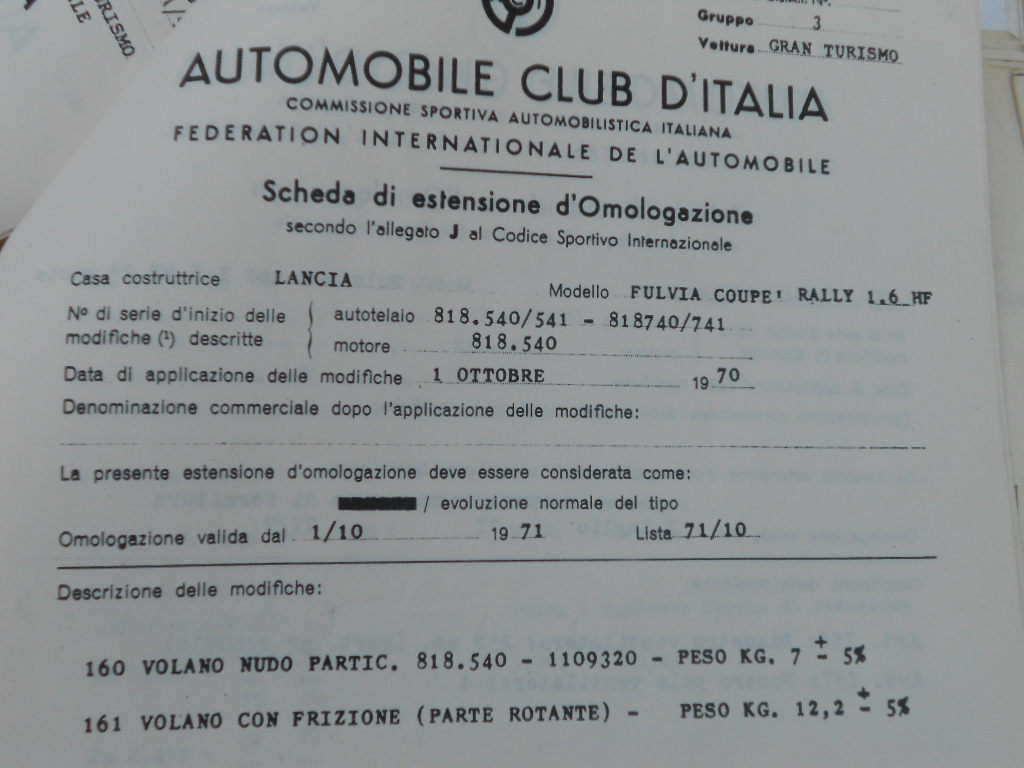 RISMO
Gruppo 3
Vettura GRAN TURISMO
AUTOMOBILE CLUB D'ITALIA
COMMISSIONE SPORTIVA AUTOMOBILISTICA ITALIANA
FEDERATION INTERNATIONALE DE L'AUTOMOBILE
Scheda di estensione d'Omologazione
secondo l'allegato J al Codice Sportivo Internazionale
Casa costruttrice LANCIA Modello FULVIA COUPE' RALLY 1.6 HF
Nº di serie d'inizio delle autotelaio 818.540/541 - 818740/741
modifiche (¹) descritte motore 818.540
Data di applicazione delle modifiche 1 OTTOBRE 1970
Denominazione commerciale dopo l'applicazione delle modifiche:
La presente estensione d'omologazione deve essere considerata come:
/ evoluzione normale del tipo
Omologazione valida dal 1/10 1971 Lista 71/10
Descrizione delle modifiche:
160 VOLANO NUDO PARTIC. 818.540 - 1109320 - PESO KG. 7 ± 5%
161 VOLANO CON FRIZIONE (PARTE ROTANTE) - PESO KG. 12,2 ± 5%